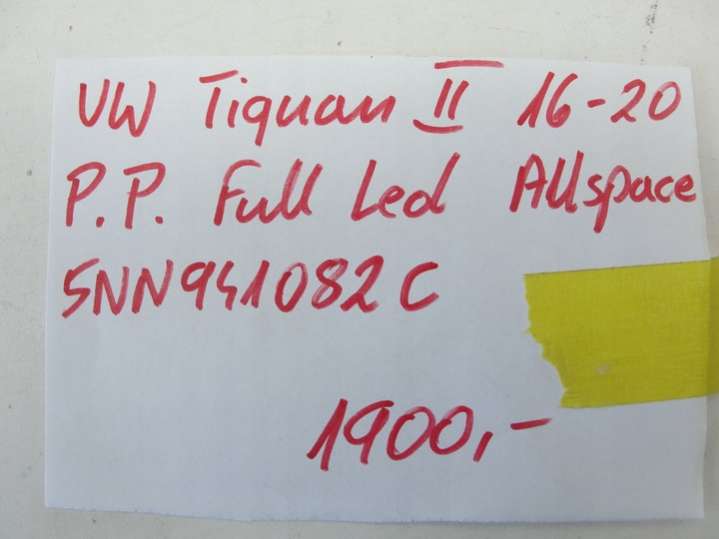 VW Tiguan II 16-20
P.P. Full Led Allspace
5NN941082C
1900,-